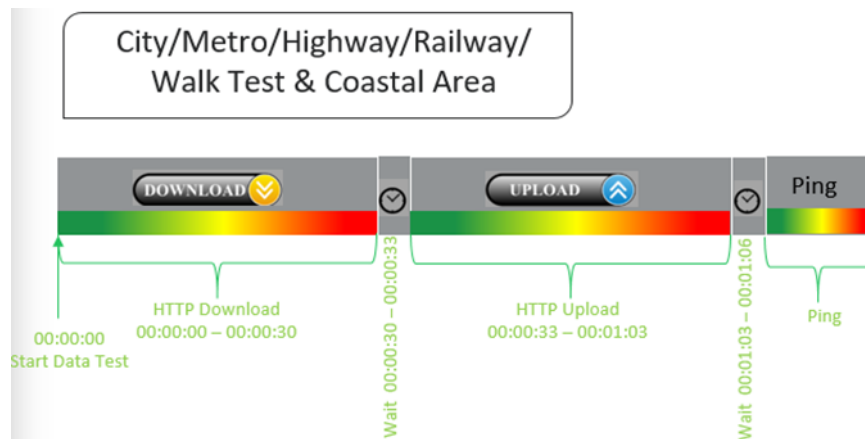 City/Metro/Highway/Railway/
Walk Test & Coastal Area
DOWNLOAD
UPLOAD
Ping
HTTP Download
00:00:00 – 00:00:30
00:00:00
Start Data Test
Wait 00:00:30 – 00:00:33
HTTP Upload
00:00:33 – 00:01:03
Wait 00:01:03 – 00:01:06
Ping